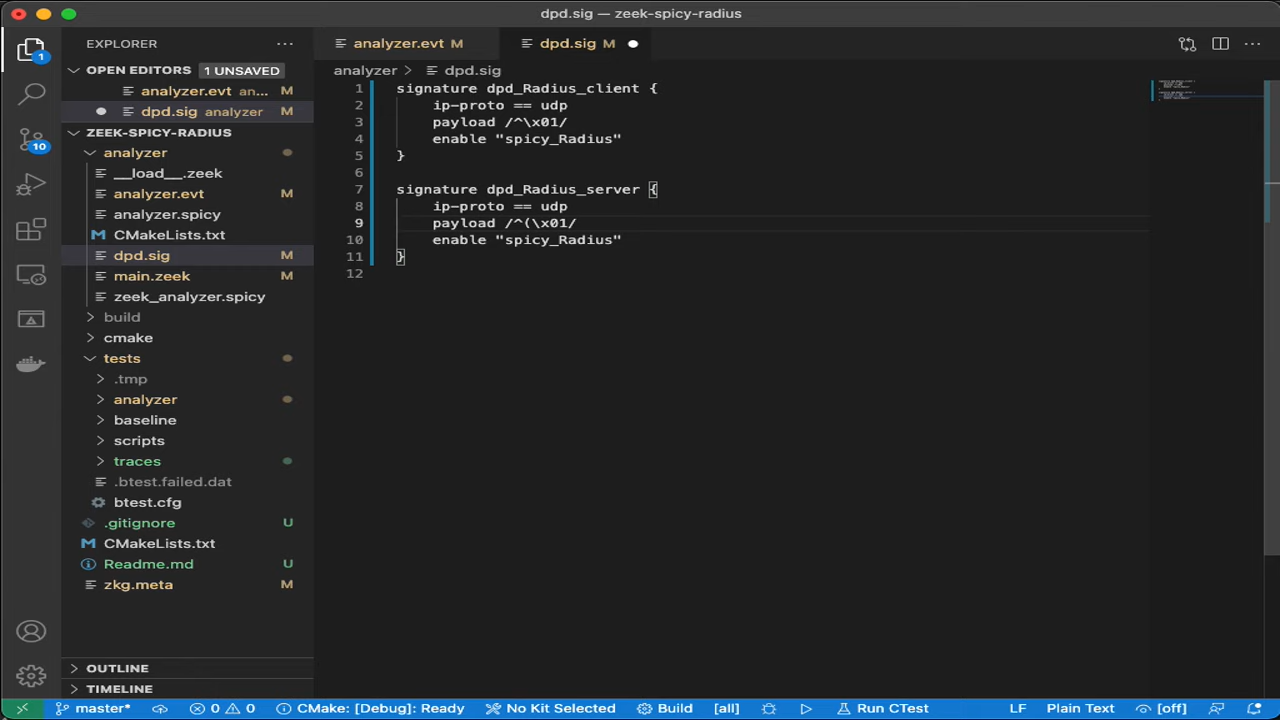 dpd.sig — zeek-spicy-radius
EXPLORER
OPEN EDITORS 1 UNSAVED
analyzer.evt an... M
dpd.sig analyzer M
ZEEK-SPICY-RADIUS
analyzer
__load__.zeek
analyzer.evt M
analyzer.spicy
CMakeLists.txt
dpd.sig M
main.zeek M
zeek_analyzer.spicy
build
cmake
tests
.tmp
analyzer
baseline
scripts
traces
.btest.failed.dat
btest.cfg
.gitignore U
CMakeLists.txt
Readme.md U
zkg.meta M
OUTLINE
TIMELINE
1
10
analyzer.evt M
dpd.sig M
analyzer > dpd.sig
1 signature dpd_Radius_client {
2 ip-proto == udp
3 payload /^\x01/
4 enable "spicy_Radius"
5 }
6
7 signature dpd_Radius_server {
8 ip-proto == udp
9 payload /^(\x01/
10 enable "spicy_Radius"
11 }
12
master* 0 0 CMake: [Debug]: Ready No Kit Selected Build [all] Run CTest LF Plain Text [off]